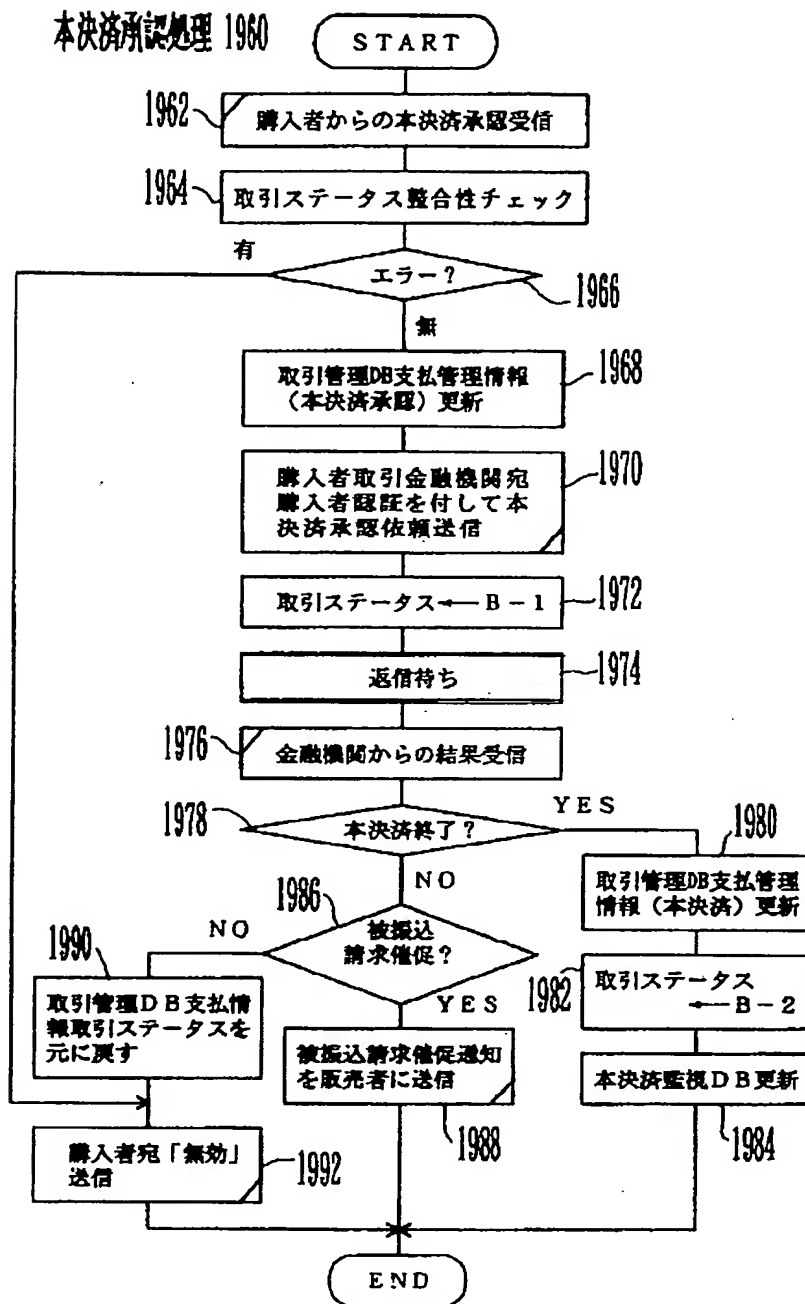 本決済承認処理 1960
START
1962
購入者からの本決済承認受信
1964
取引ステータス整合性チェック
有
エラー?
1966
無
取引管理DB支払管理情報
(本決済承認)更新
1968
購入者取引金融機関宛
購入者認証を付して本
決済承認依頼送信
1970
取引ステータス←B-1
1972
返信待ち
1974
1976
金融機関からの結果受信
1978
本決済終了?
YES
NO
1980
取引管理DB支払管理
情報(本決済)更新
1986
被振込
請求催促?
NO
YES
1990
取引管理DB支払情
報取引ステータスを
元に戻す
1982
取引ステータス
←B-2
被振込請求催促通知
を販売者に送信
1988
本決済監視DB更新
1984
購入者宛「無効」
送信
1992
END